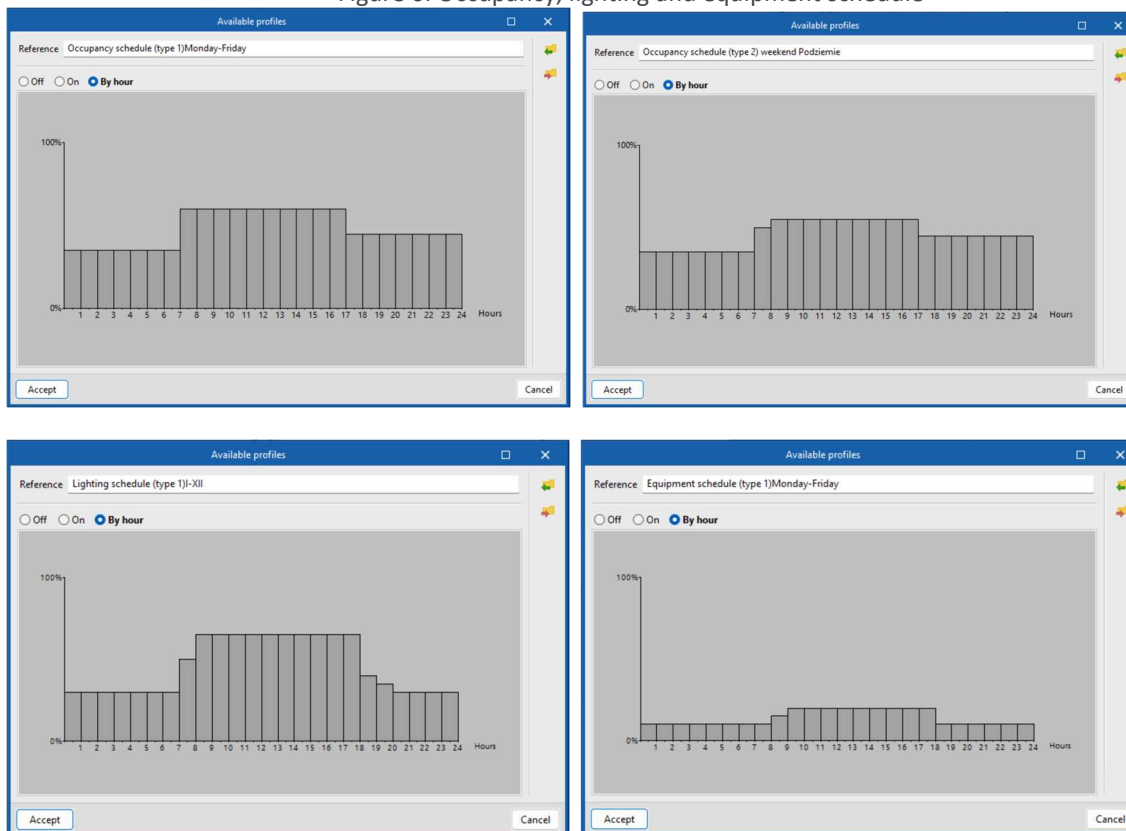 Figure 6. Occupancy, lighting and equipment schedule
Available profiles
Reference Occupancy schedule (type 1)Monday-Friday
Off On By hour
100%
0%
1 2 3 4 5 6 7 8 9 10 11 12 13 14 15 16 17 18 19 20 21 22 23 24 Hours
Accept Cancel
Available profiles
Reference Occupancy schedule (type 2) weekend Podziemie
Off On By hour
100%
0%
1 2 3 4 5 6 7 8 9 10 11 12 13 14 15 16 17 18 19 20 21 22 23 24 Hours
Accept Cancel
Available profiles
Reference Lighting schedule (type 1)I-XII
Off On By hour
100%
0%
1 2 3 4 5 6 7 8 9 10 11 12 13 14 15 16 17 18 19 20 21 22 23 24 Hours
Accept Cancel
Available profiles
Reference Equipment schedule (type 1)Monday-Friday
Off On By hour
100%
0%
1 2 3 4 5 6 7 8 9 10 11 12 13 14 15 16 17 18 19 20 21 22 23 24 Hours
Accept Cancel